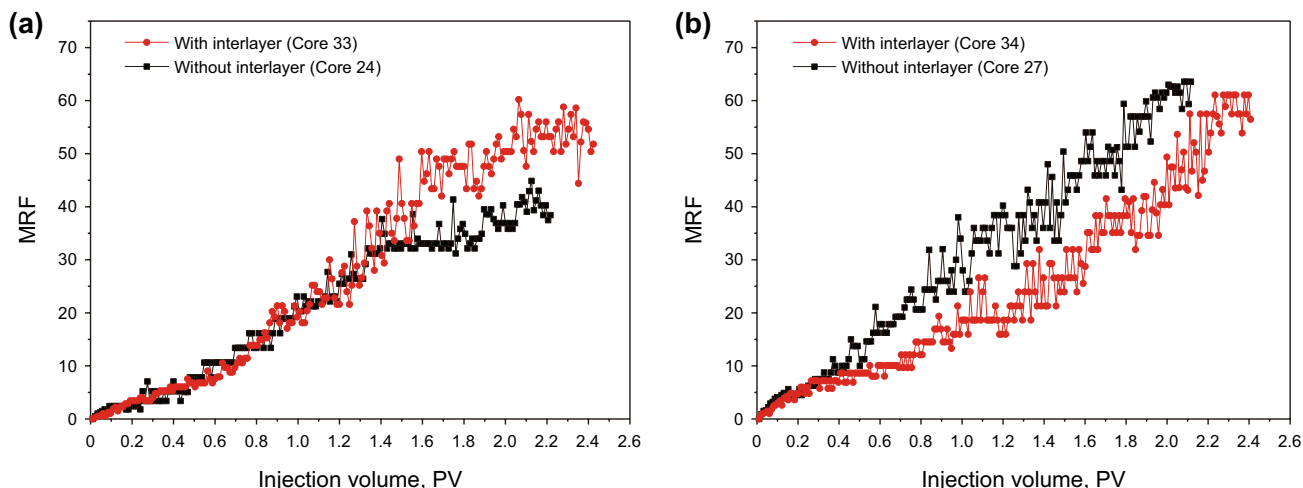 (a)
With interlayer (Core 33)
Without interlayer (Core 24)
MRF
70
60
50
40
30
20
10
0
0 0.2 0.4 0.6 0.8 1.0 1.2 1.4 1.6 1.8 2.0 2.2 2.4 2.6
Injection volume, PV
(b)
With interlayer (Core 34)
Without interlayer (Core 27)
MRF
70
60
50
40
30
20
10
0
0 0.2 0.4 0.6 0.8 1.0 1.2 1.4 1.6 1.8 2.0 2.2 2.4 2.6
Injection volume, PV